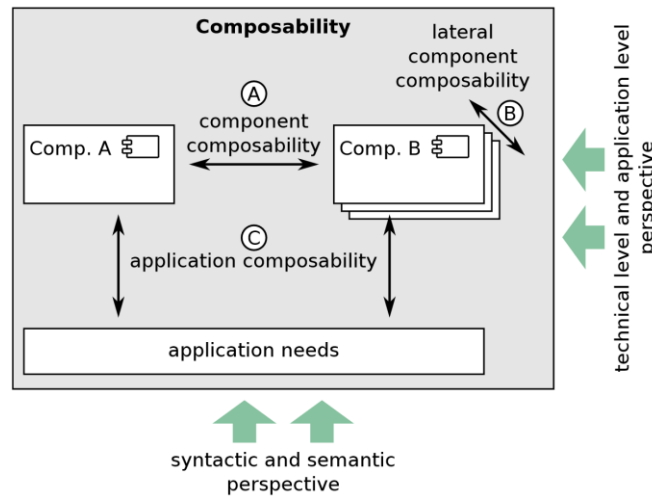 Composability
lateral
component
composability
A
B
component
composability
Comp. A
Comp. B
C
application composability
application needs
syntactic and semantic
perspective
technical level and application level
perspective